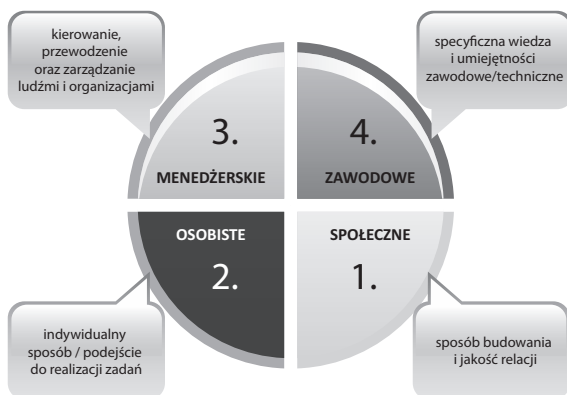 kierowanie,
przewodzenie
oraz zarządzanie
ludźmi i organizacjami
specyficzna wiedza
i umiejętności
zawodowe/techniczne
3.
MENEDŻERSKIE
4.
ZAWODOWE
OSOBISTE
2.
SPOŁECZNE
1.
indywidualny
sposób / podejście
do realizacji zadań
sposób budowania
i jakość relacji